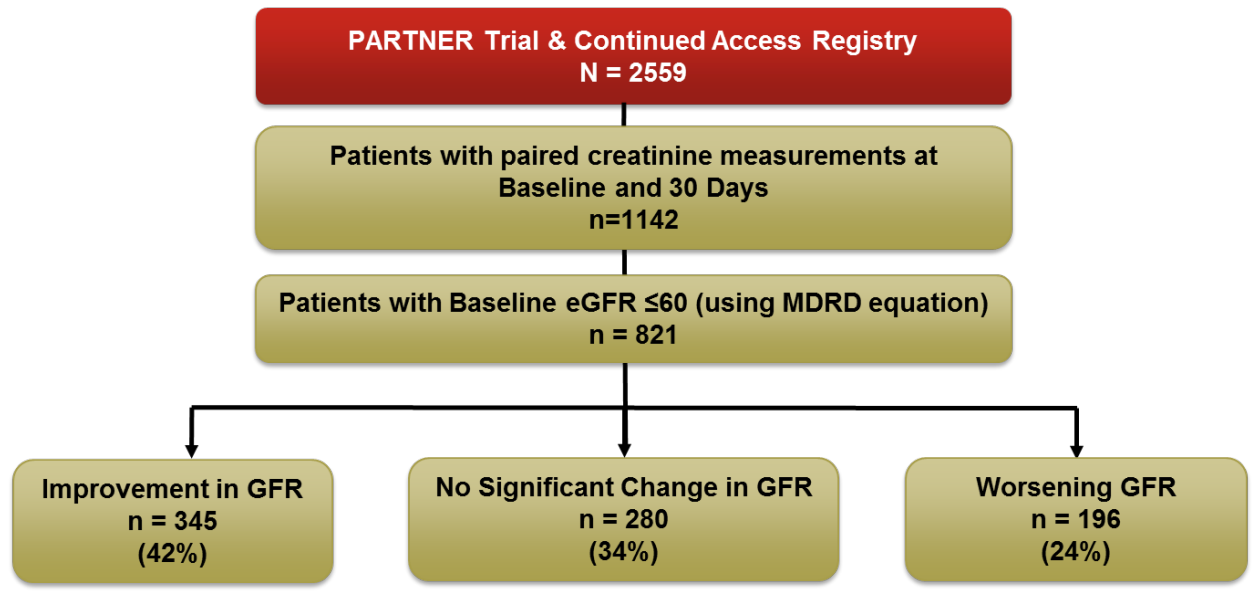 PARTNER Trial & Continued Access Registry
N = 2559
Patients with paired creatinine measurements at
Baseline and 30 Days
n=1142
Patients with Baseline eGFR ≤60 (using MDRD equation)
n = 821
Improvement in GFR
n = 345
(42%)
No Significant Change in GFR
n = 280
(34%)
Worsening GFR
n = 196
(24%)